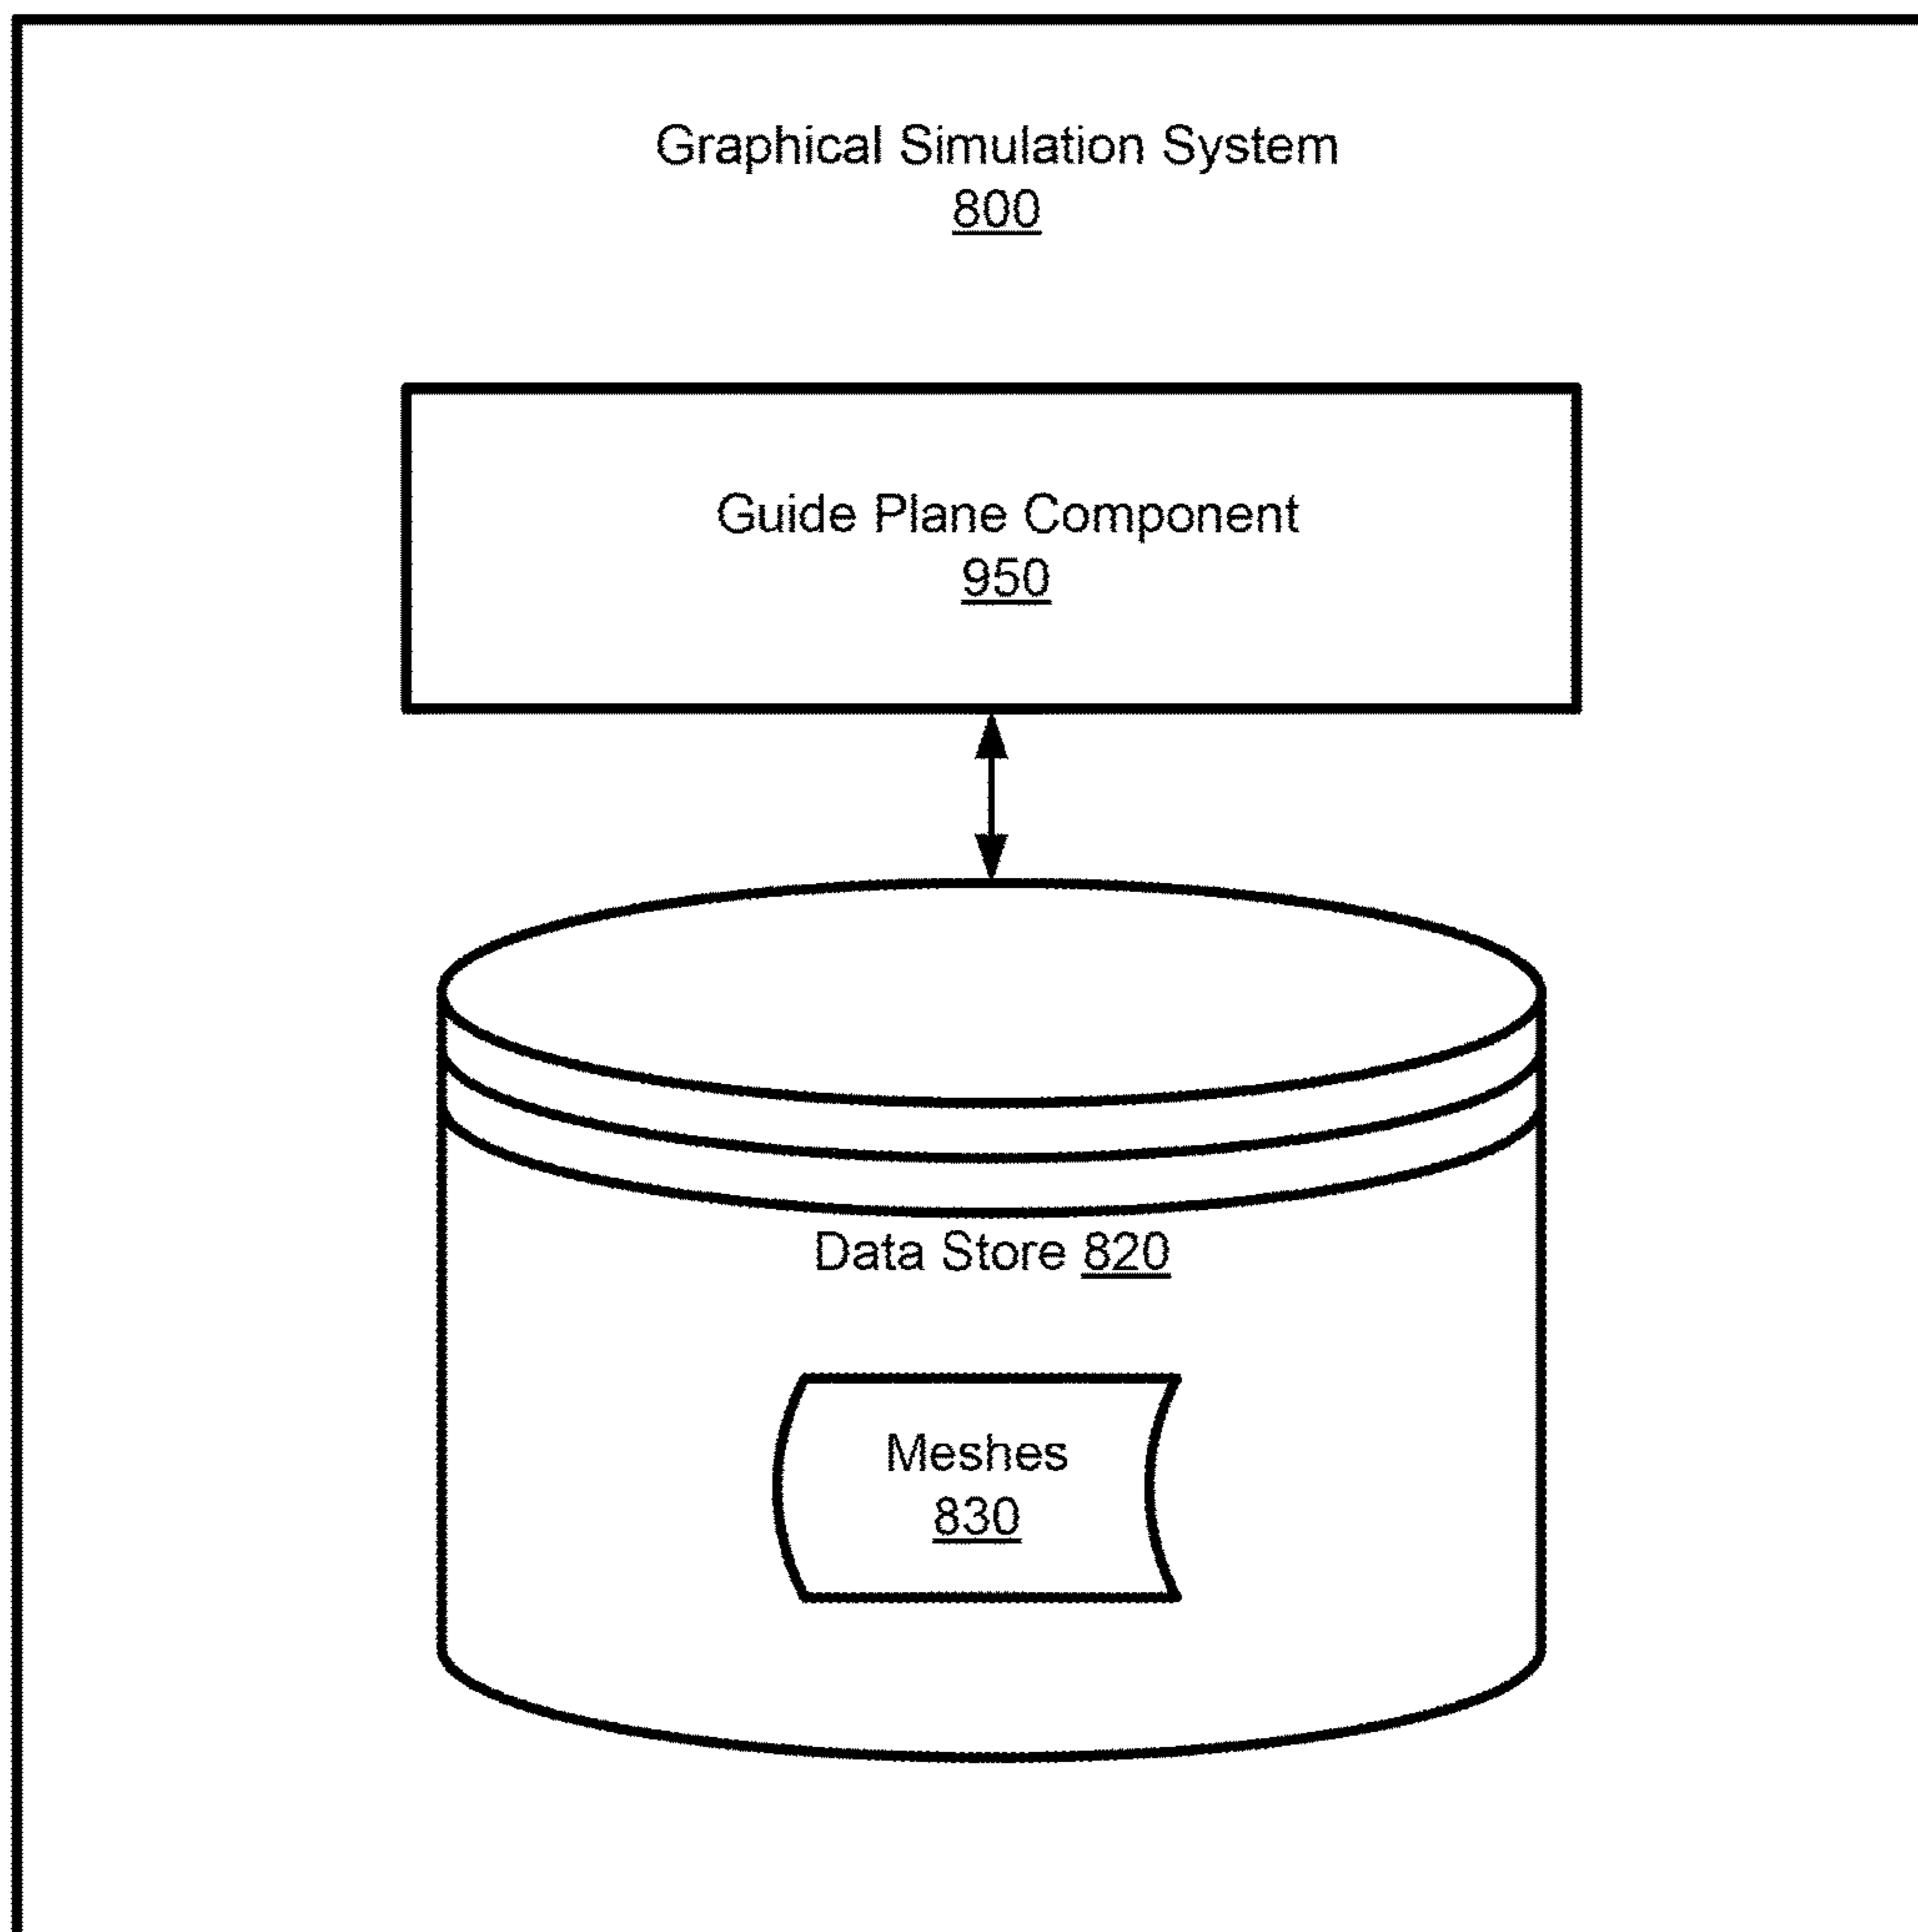 Graphical Simulation System
800
Guide Plane Component
950
Data Store 820
Meshes
830